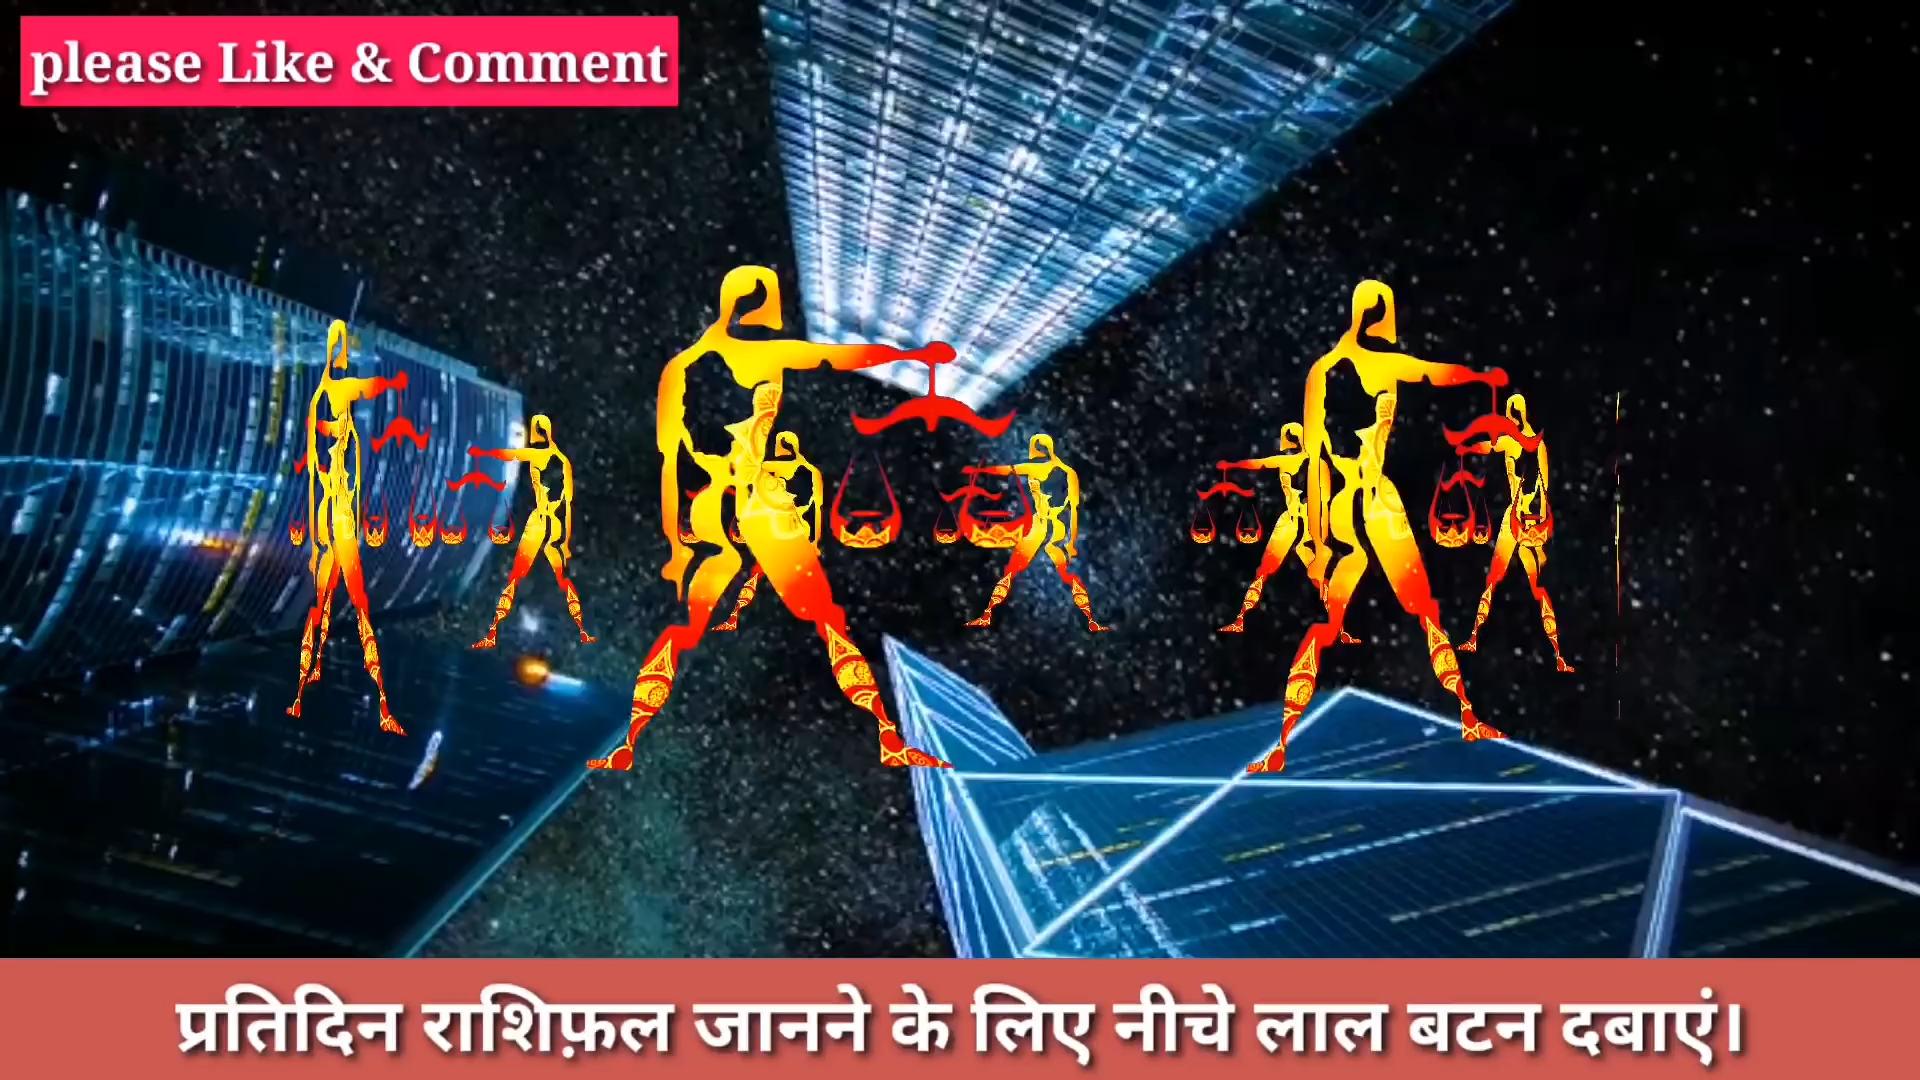 please Like & Comment
प्रतिदिन राशिफ़ल जानने के लिए नीचे लाल बटन दबाएं।